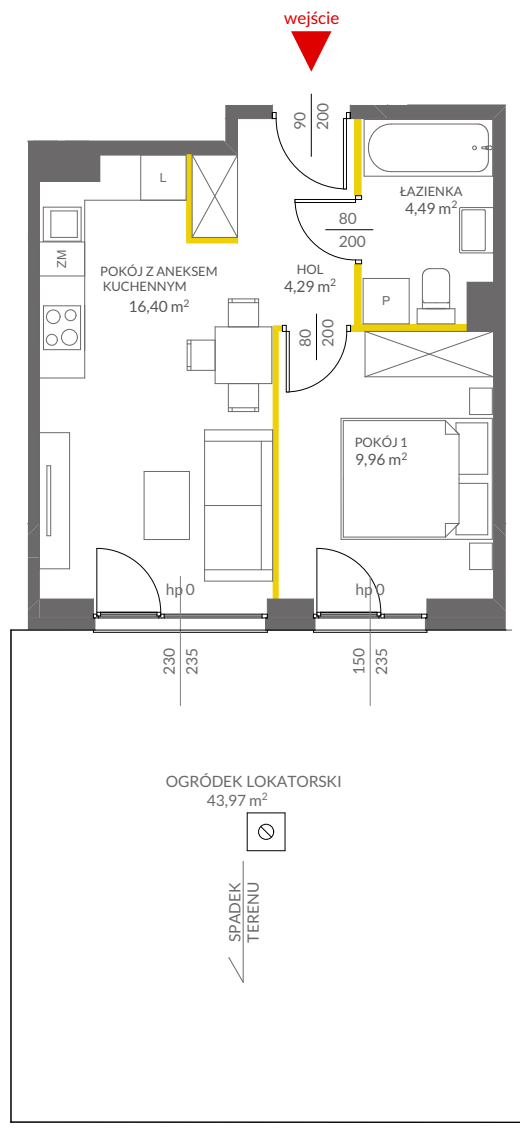 wejście
90
200
L
ŁAZIENKA
4,49 m²
80
200
ZM
POKÓJ Z ANEKSEM
KUCHENNYM
16,40 m²
HOL
4,29 m²
P
80
200
POKÓJ 1
9,96 m²
hp 0
hp 0
230
235
150
235
OGRÓDEK LOKATORSKI
43,97 m²
SPADEK
TERENU